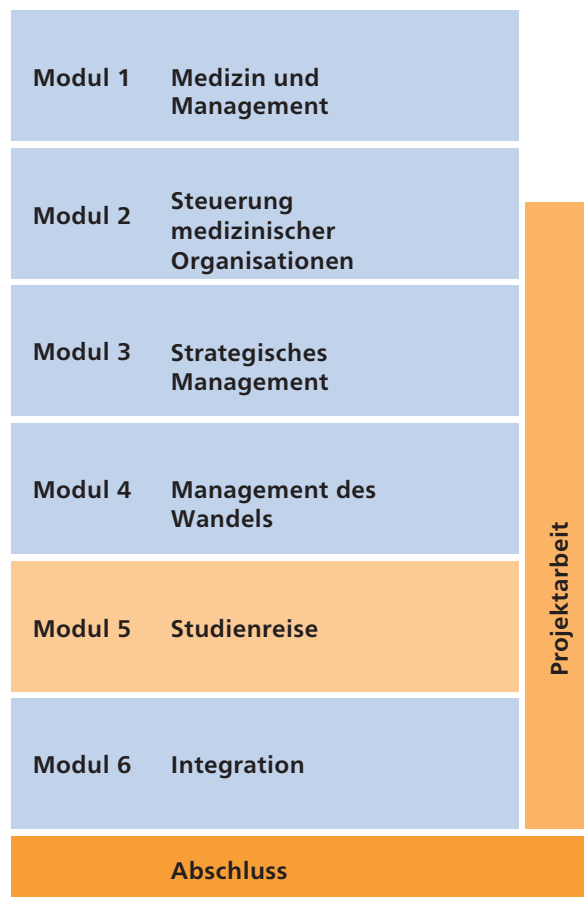 Modul 1 Medizin und
Management
Modul 2 Steuerung
medizinischer
Organisationen
Modul 3 Strategisches
Management
Modul 4 Management des
Wandels
Modul 5 Studienreise
Modul 6 Integration
Projektarbeit
Abschluss